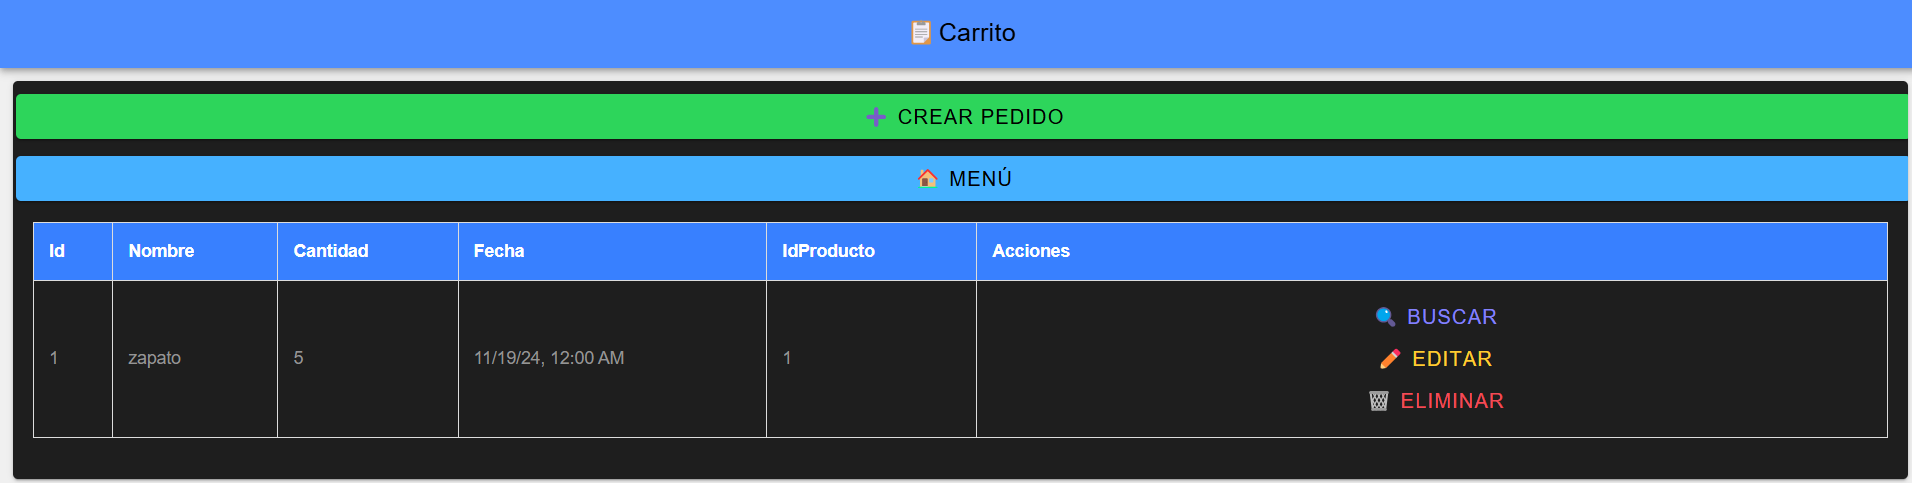 Carrito
CREAR PEDIDO
MENÚ
Id Nombre Cantidad Fecha IdProducto Acciones
1 zapato 5 11/19/24, 12:00 AM 1
BUSCAR
EDITAR
ELIMINAR